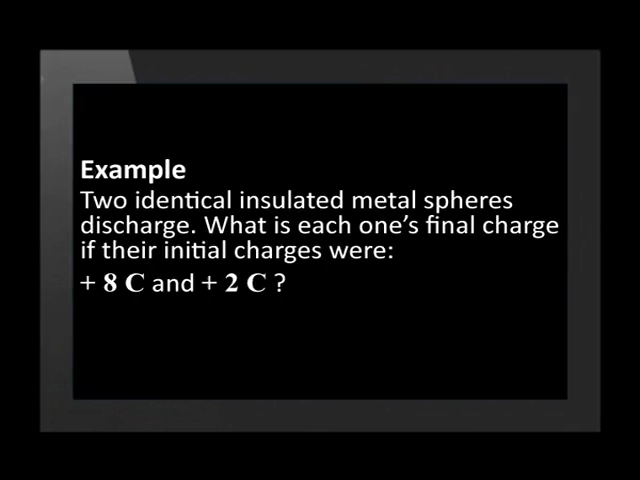 Example
Two identical insulated metal spheres
discharge. What is each one's final charge
if their initial charges were:
+ 8 C and + 2 C ?